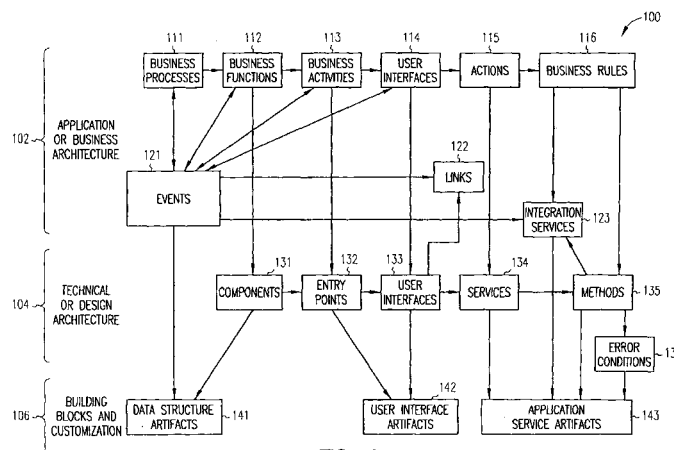 100
111
112
113
114
115
116
BUSINESS
PROCESSES
BUSINESS
FUNCTIONS
BUSINESS
ACTIVITIES
USER
INTERFACES
ACTIONS
BUSINESS RULES
102
APPLICATION
OR BUSINESS
ARCHITECTURE
121
EVENTS
122
LINKS
INTEGRATION
SERVICES
123
104
TECHNICAL
OR DESIGN
ARCHITECTURE
131
COMPONENTS
132
ENTRY
POINTS
133
USER
INTERFACES
134
SERVICES
METHODS
135
ERROR
CONDITIONS
106
BUILDING
BLOCKS AND
CUSTOMIZATION
DATA STRUCTURE
ARTIFACTS
141
142
USER INTERFACE
ARTIFACTS
APPLICATION
SERVICE ARTIFACTS
143